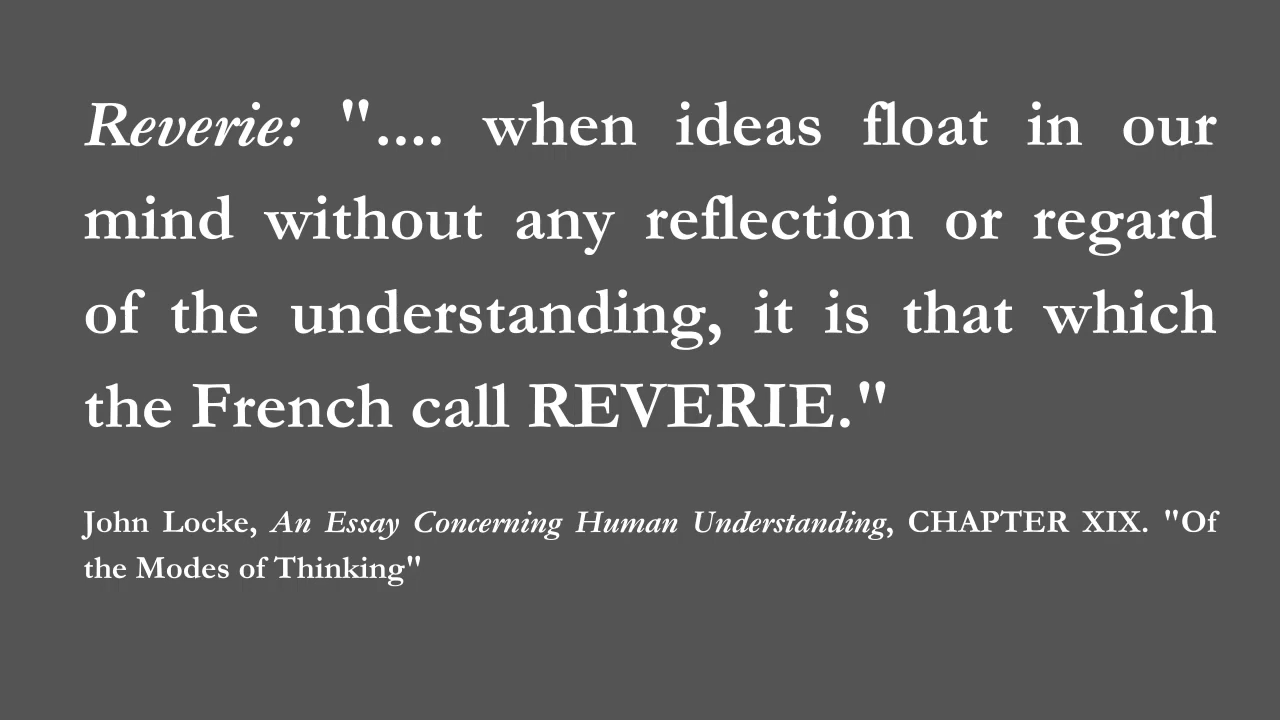 Reverie: ".... when ideas float in our
mind without any reflection or regard
of the understanding, it is that which
the French call REVERIE."
John Locke, An Essay Concerning Human Understanding, CHAPTER XIX. "Of
the Modes of Thinking"